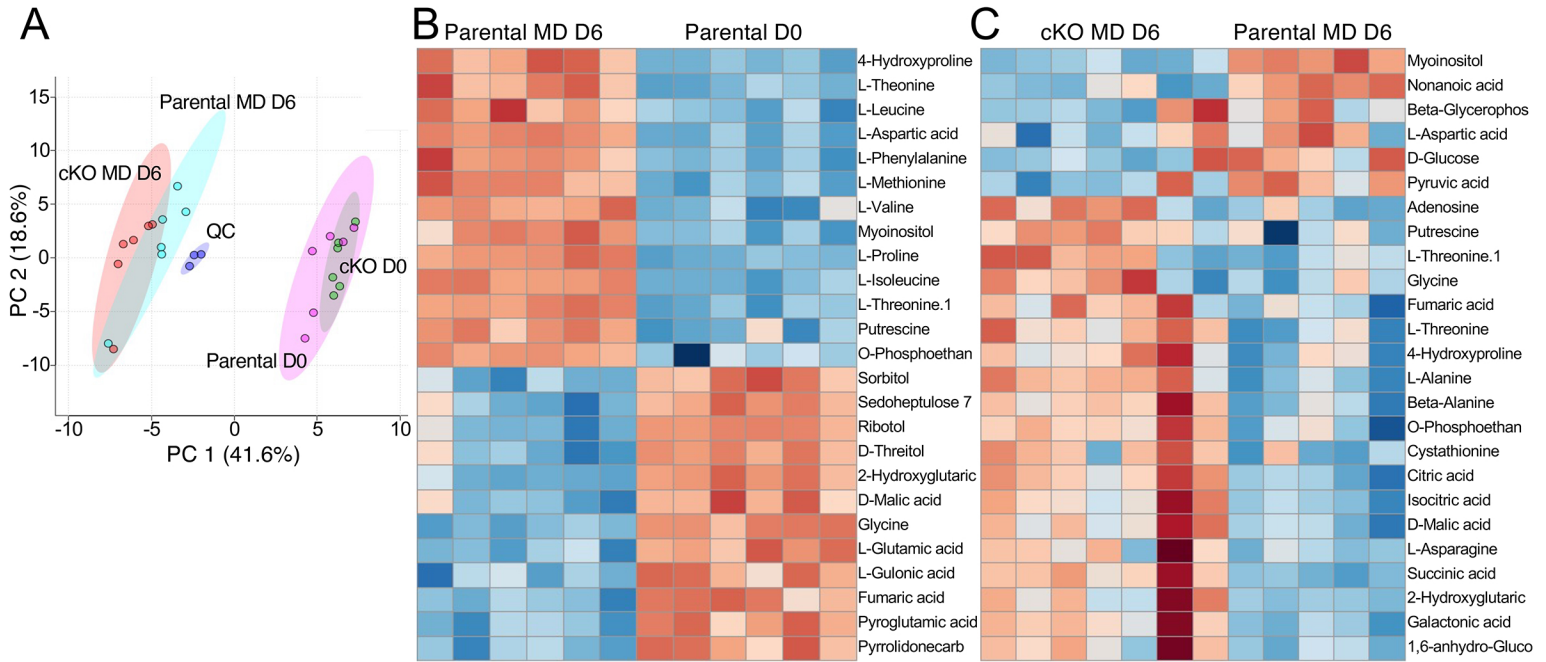 A
15
10
5
0
-5
-10
-10
-5
0
5
10
PC 2 (18.6%)
PC 1 (41.6%)
Parental MD D6
cKO MD D6
QC
cKO D0
Parental D0
B
Parental MD D6
Parental D0
4-Hydroxyproline
L-Theonine
L-Leucine
L-Aspartic acid
L-Phenylalanine
L-Methionine
L-Valine
Myoinositol
L-Proline
L-Isoleucine
L-Threonine.1
Putrescine
O-Phosphoethan
Sorbitol
Sedoheptulose 7
Ribotol
D-Threitol
2-Hydroxyglutaric
D-Malic acid
Glycine
L-Glutamic acid
L-Gulonic acid
Fumaric acid
Pyroglutamic acid
Pyrrolidonecarb
C
cKO MD D6
Parental MD D6
Myoinositol
Nonanoic acid
Beta-Glycerophos
L-Aspartic acid
D-Glucose
Pyruvic acid
Adenosine
Putrescine
L-Threonine.1
Glycine
Fumaric acid
L-Threonine
4-Hydroxyproline
L-Alanine
Beta-Alanine
O-Phosphoethan
Cystathionine
Citric acid
Isocitric acid
D-Malic acid
L-Asparagine
Succinic acid
2-Hydroxyglutaric
Galactonic acid
1,6-anhydro-Gluco